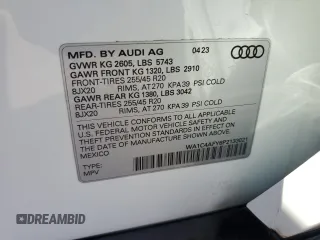 MFD. BY AUDI AG 04 23
GVWR KG 2605, LBS 5743
GAWR FRONT KG 1320, LBS 2910
FRONT-TIRES 255/45 R20
8JX20 RIMS, AT 270 KPA 39 PSI COLD
GAWR REAR KG 1380, LBS 3042
REAR-TIRES 255/45 R20
8JX20 RIMS, AT 270 KPA 39 PSI COLD
THIS VEHICLE CONFORMS TO ALL APPLICABLE
U.S. FEDERAL MOTOR VEHICLE SAFETY
AND THEFT PREVENTION STANDARDS IN EFFECT
ON THE DATE OF MANUFACTURE SHOWN ABOVE.
MEXICO
TYPE:
MPV
DREAMBID